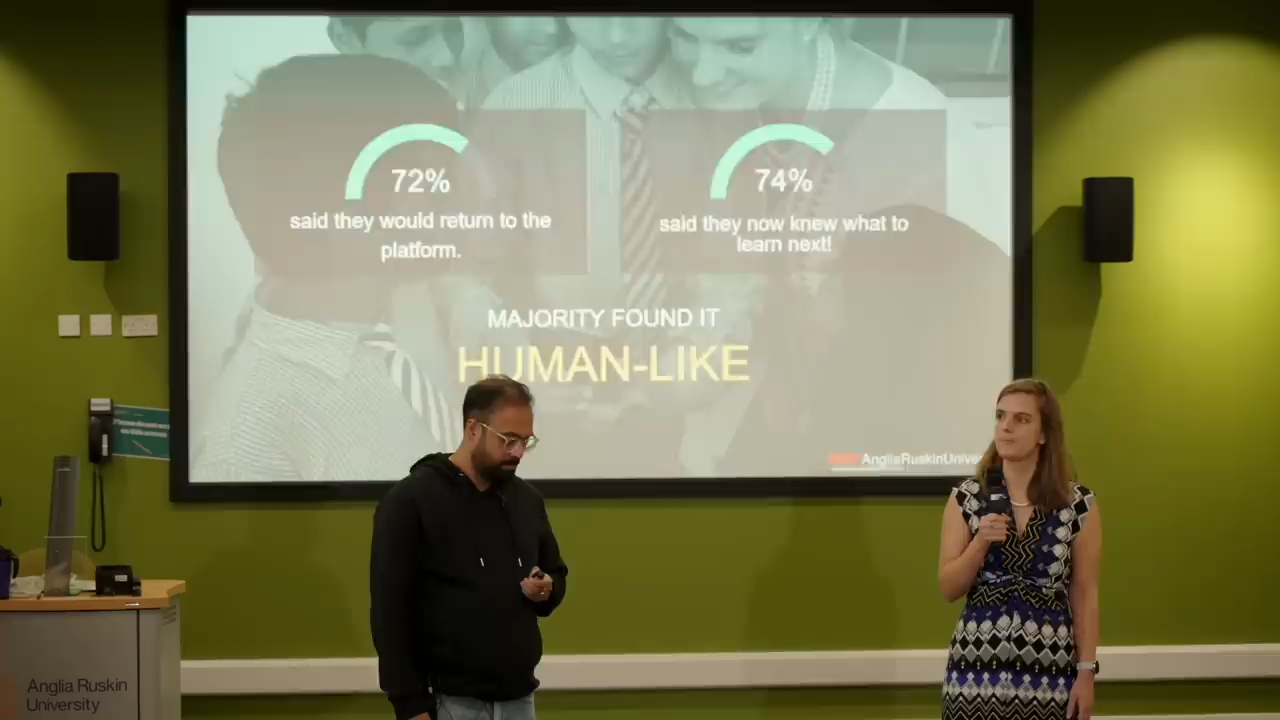 72%
said they would return to the
platform.
74%
said they now knew what to
learn next!
MAJORITY FOUND IT
HUMAN-LIKE
Anglia Ruskin
University